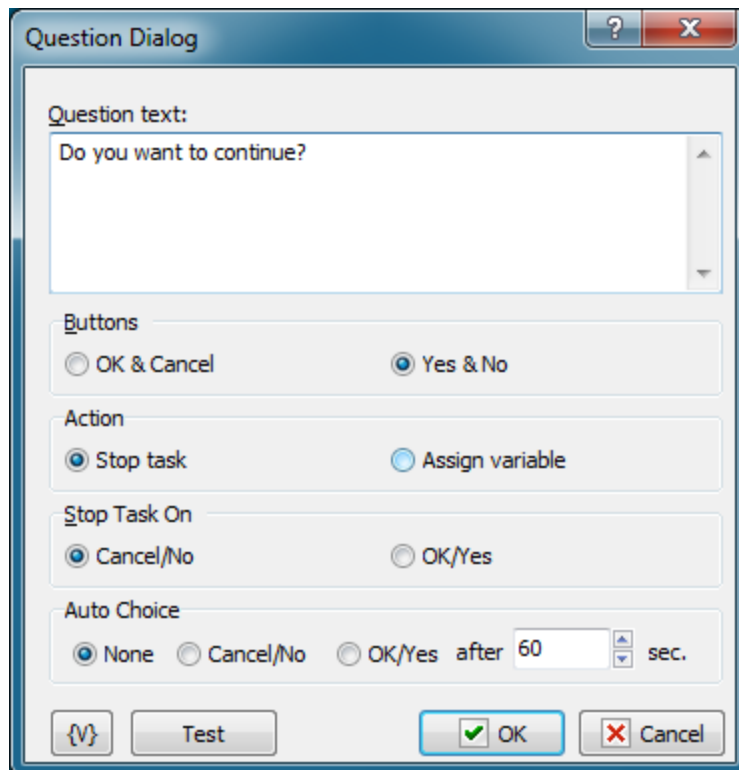 Question Dialog
Question text:
Do you want to continue?
Buttons
OK & Cancel Yes & No
Action
Stop task Assign variable
Stop Task On
Cancel/No OK/Yes
Auto Choice
None Cancel/No OK/Yes after 60 sec.
{V} Test OK Cancel